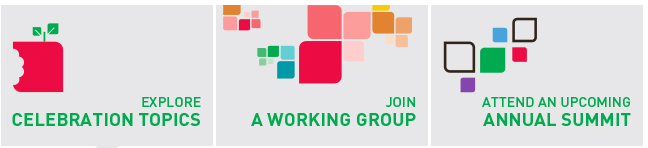 EXPLORE
CELEBRATION TOPICS
JOIN
A WORKING GROUP
ATTEND AN UPCOMING
ANNUAL SUMMIT